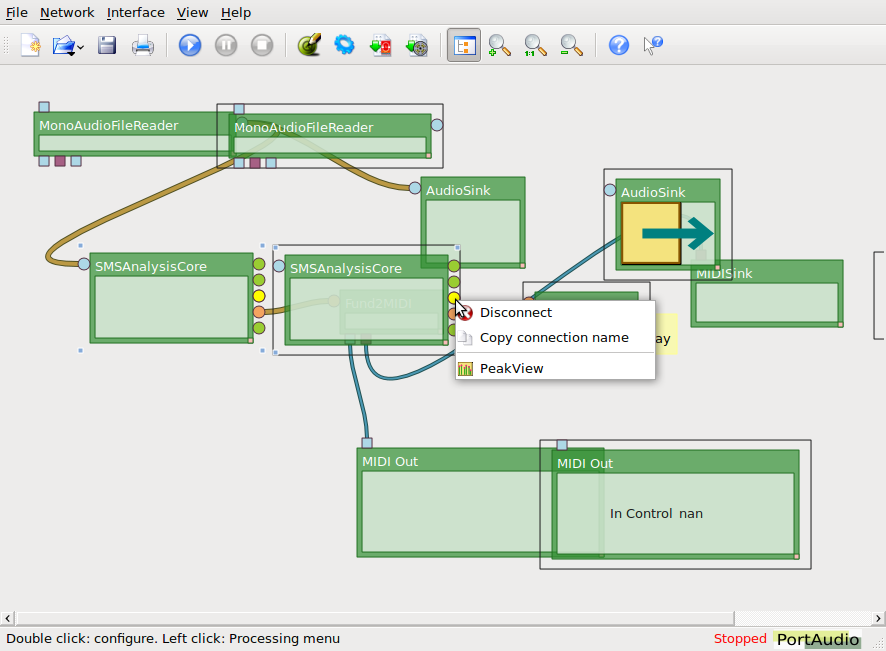 File Network Interface View Help
MonoAudioFileReader
MonoAudioFileReader
AudioSink
AudioSink
SMSAnalysisCore
SMSAnalysisCore
MIDISink
Fund2MIDI
Disconnect
Copy connection name
ay
PeakView
MIDI Out
MIDI Out
In Control nan
Double click: configure. Left click: Processing menu
Stopped PortAudio